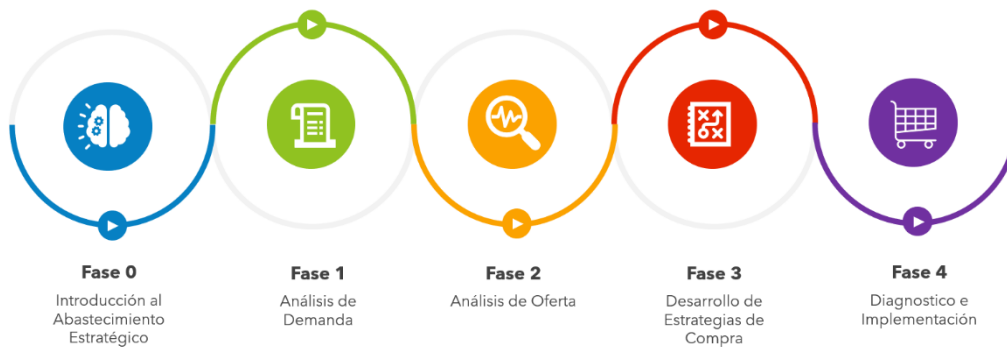 Fase 0
Introducción al
Abastecimiento
Estratégico
Fase 1
Análisis de
Demanda
Fase 2
Análisis de Oferta
Fase 3
Desarrollo de
Estrategias de
Compra
Fase 4
Diagnostico e
Implementación